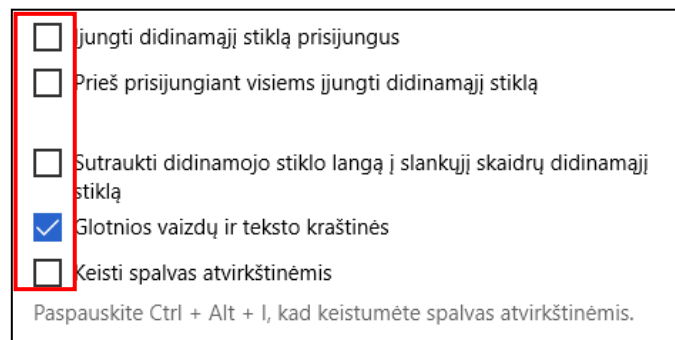 Įjungti didinamąjį stiklą prisijungus
Prieš prisijungiant visiems įjungti didinamąjį stiklą
Sutraukti didinamojo stiklo langą į slankųjį skaidrų didinamąjį
stiklą
Glotnios vaizdų ir teksto kraštinės
Keisti spalvas atvirkštinėmis
Paspauskite Ctrl + Alt + I, kad keistumėte spalvas atvirkštinėmis.